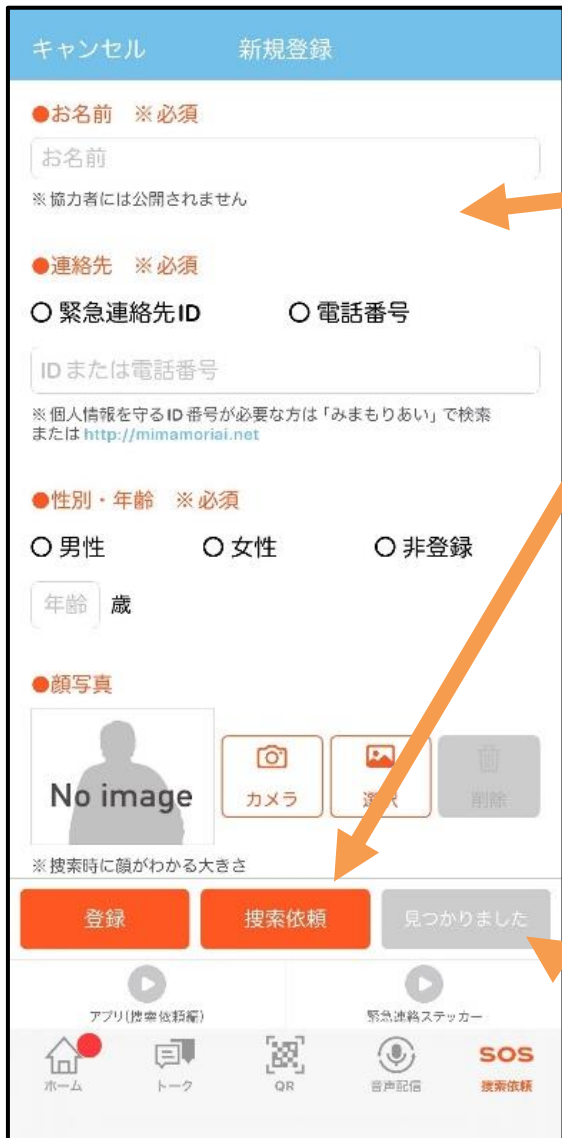 キャンセル 新規登録
●お名前 ※必須
お名前
※協力者には公開されません
●連絡先 ※必須
緊急連絡先ID 電話番号
IDまたは電話番号
※個人情報を守るID番号が必要な方は「みまもりあい」で検索
または http://mimamoriai.net
●性別・年齢 ※必須
男性 女性 非登録
年齢 歳
●顔写真
No image カメラ 選択 削除
※捜索時に顔がわかる大きさ
登録 捜索依頼 見つかりました
アプリ(捜索依頼編) 緊急連絡ステッカー
SOS
ホーム トーク QR 音声配信 捜索依頼